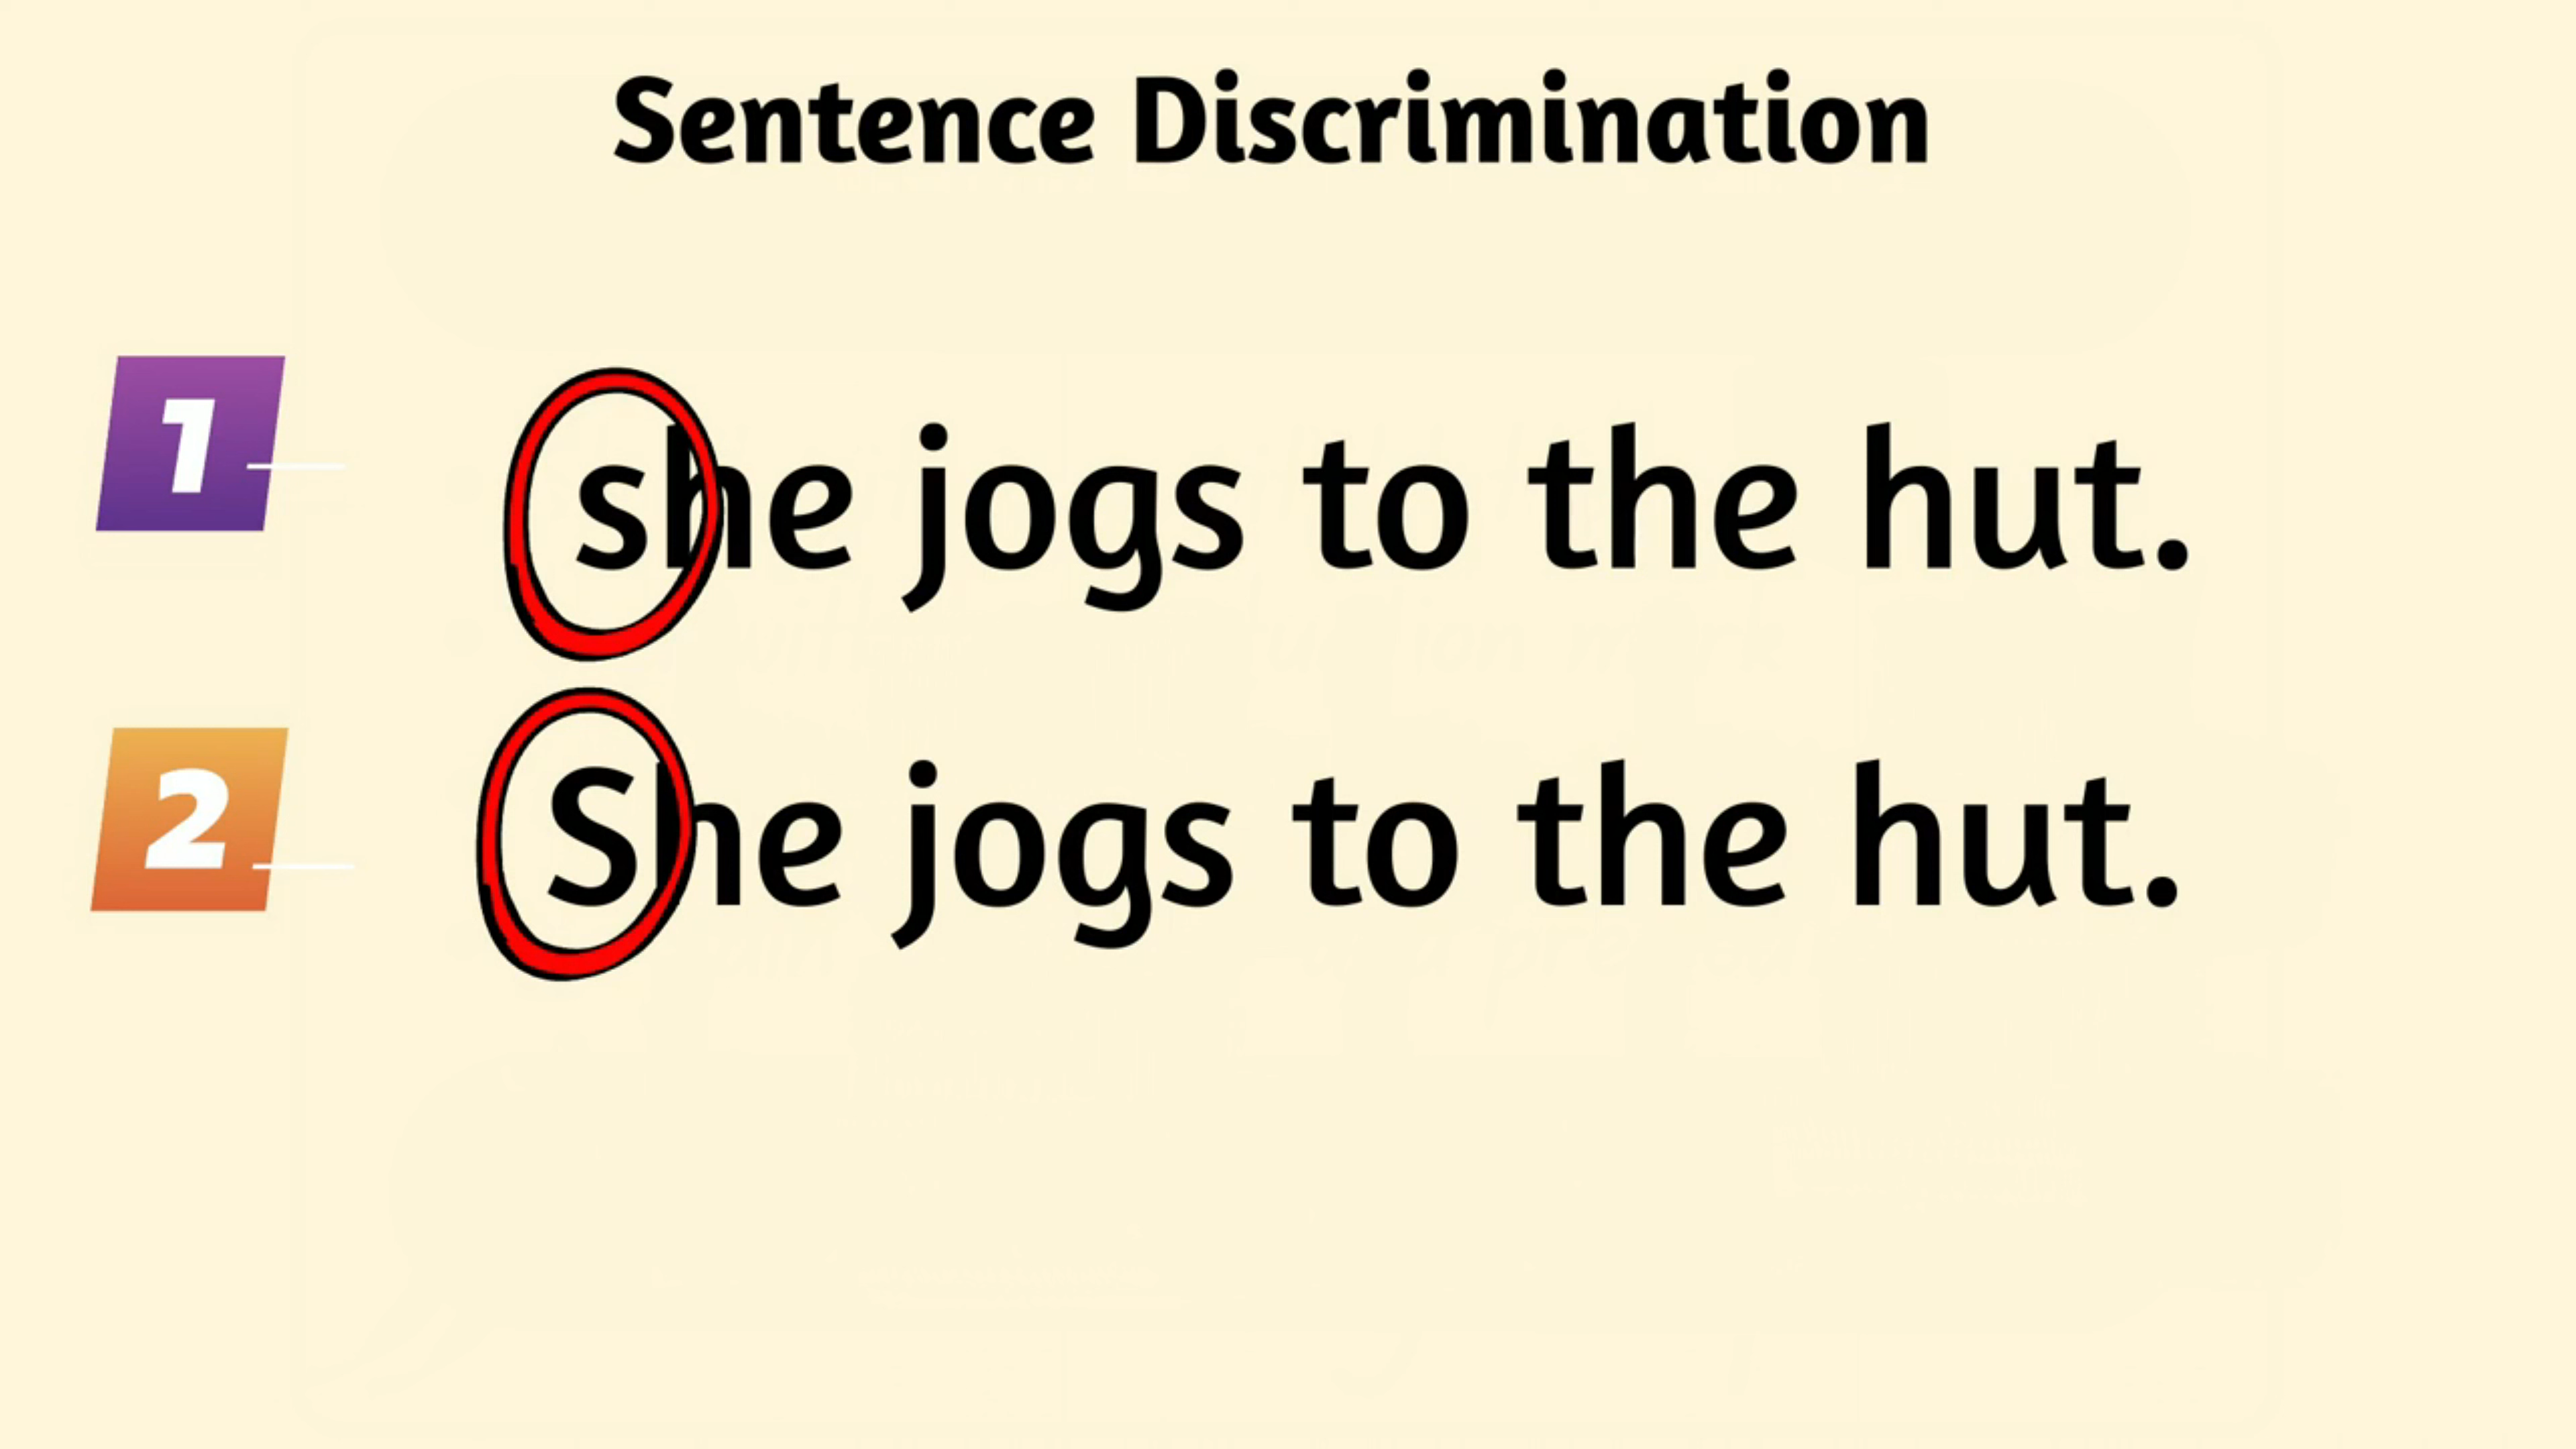 Sentence Discrimination
1
she jogs to the hut.
2
She jogs to the hut.